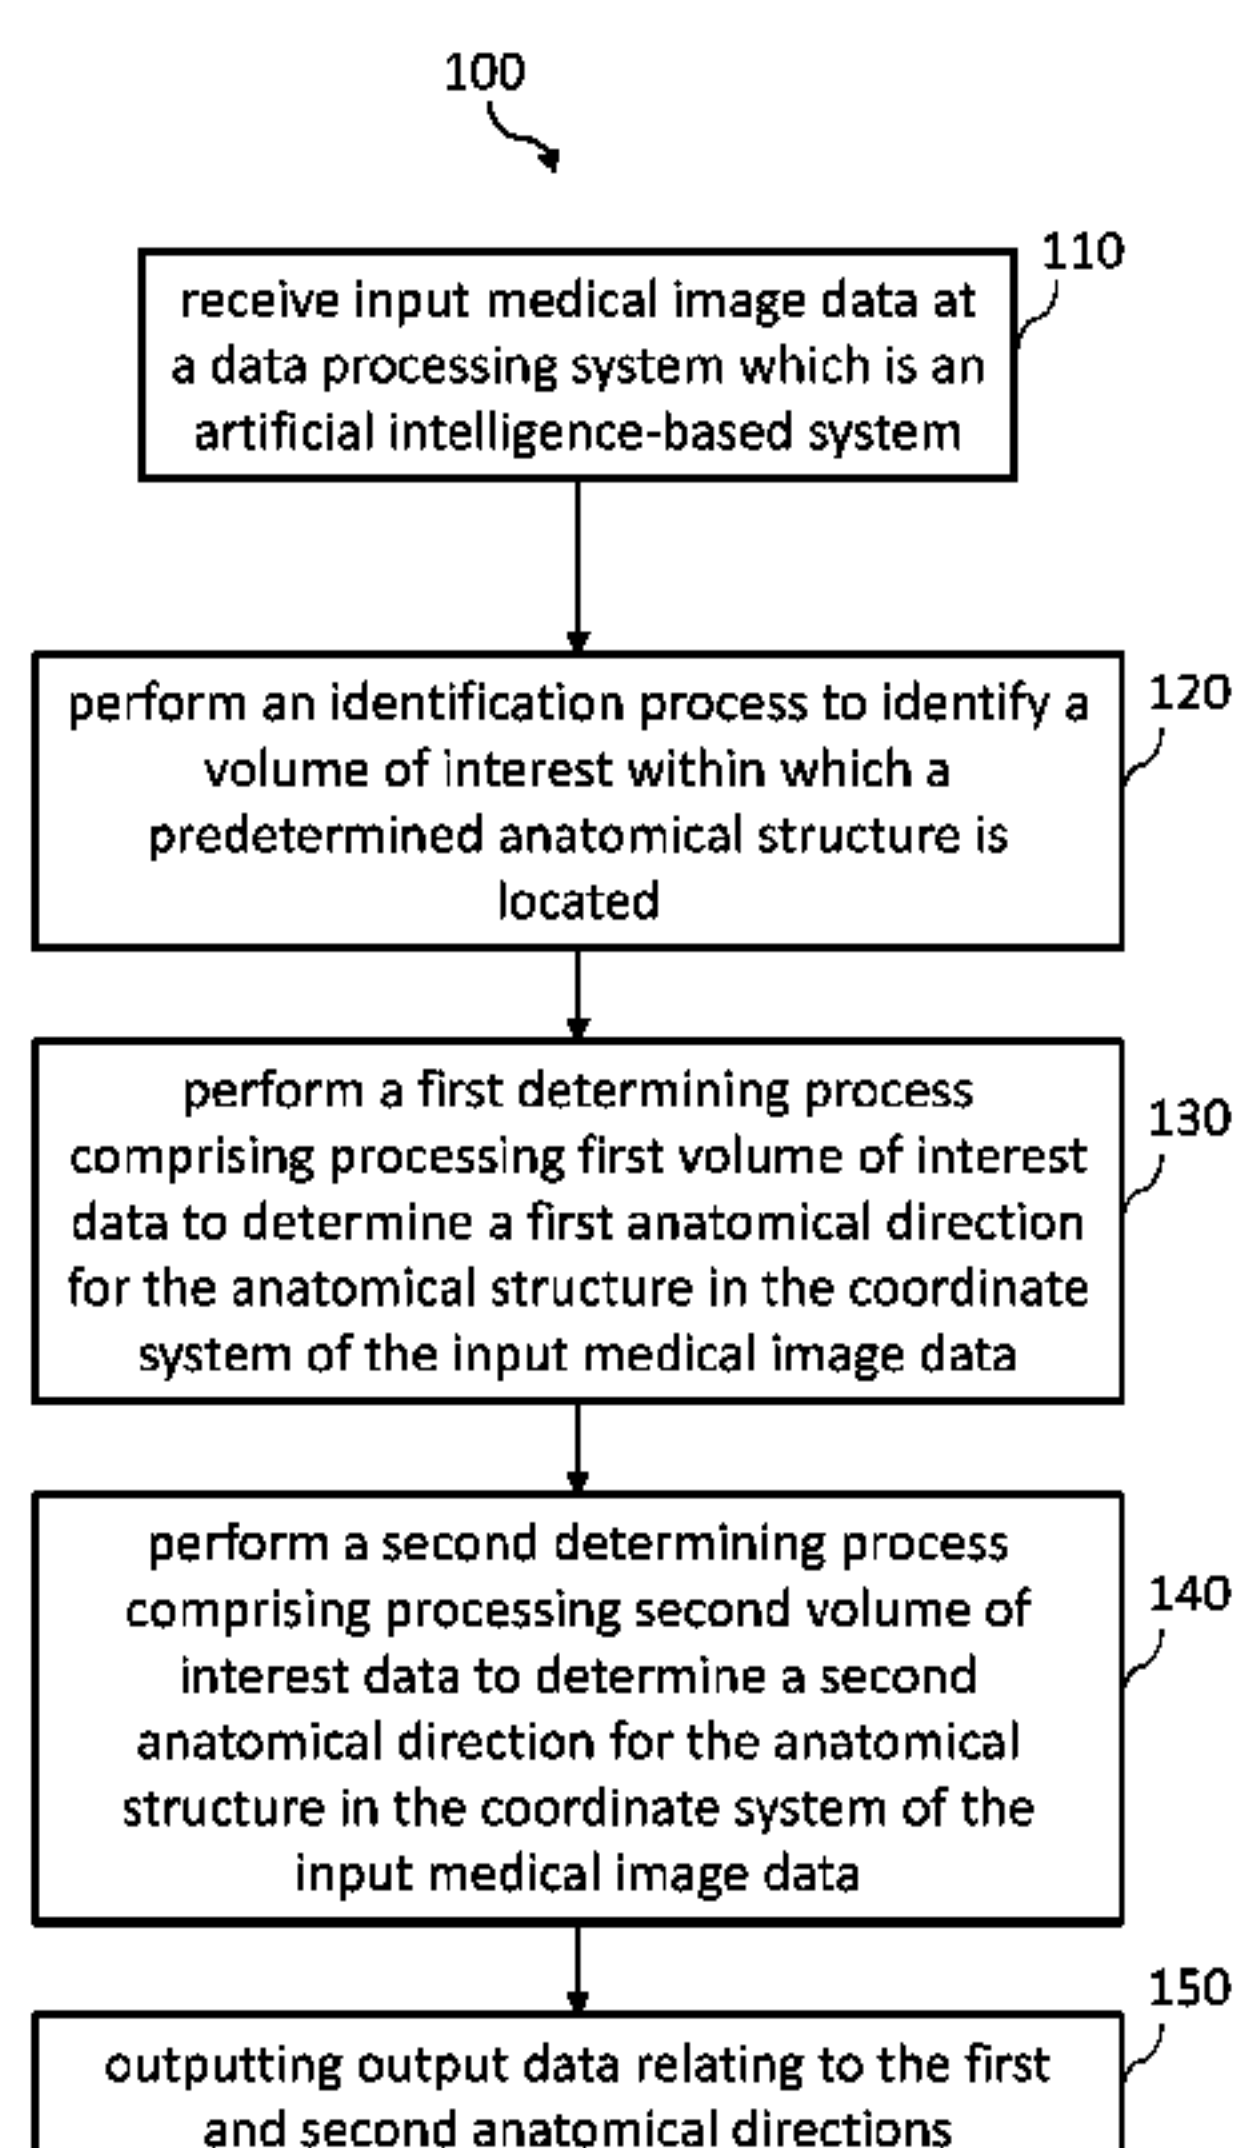 100
110
receive input medical image data at
a data processing system which is an
artificial intelligence-based system
120
perform an identification process to identify a
volume of interest within which a
predetermined anatomical structure is
located
130
perform a first determining process
comprising processing first volume of interest
data to determine a first anatomical direction
for the anatomical structure in the coordinate
system of the input medical image data
140
perform a second determining process
comprising processing second volume of
interest data to determine a second
anatomical direction for the anatomical
structure in the coordinate system of the
input medical image data
150
outputting output data relating to the first
and second anatomical directions